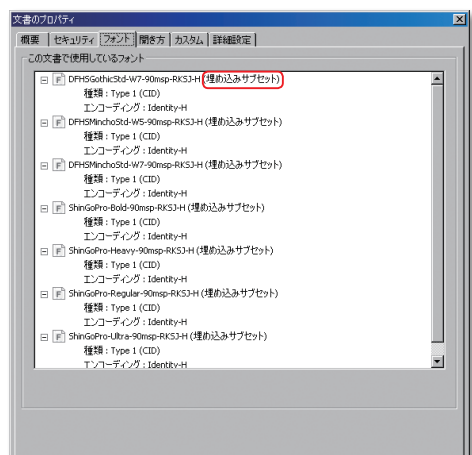 文書のプロパティ
概要 セキュリティ フォント 開き方 カスタム 詳細設定
この文書で使用しているフォント
DFHSGothicStd-W7-90msp-RKSJ-H (埋め込みサブセット)
種類 : Type 1 (CID)
エンコーディング : Identity-H
DFHSMinchoStd-W5-90msp-RKSJ-H (埋め込みサブセット)
種類 : Type 1 (CID)
エンコーディング : Identity-H
DFHSMinchoStd-W7-90msp-RKSJ-H (埋め込みサブセット)
種類 : Type 1 (CID)
エンコーディング : Identity-H
ShinGoPro-Bold-90msp-RKSJ-H (埋め込みサブセット)
種類 : Type 1 (CID)
エンコーディング : Identity-H
ShinGoPro-Heavy-90msp-RKSJ-H (埋め込みサブセット)
種類 : Type 1 (CID)
エンコーディング : Identity-H
ShinGoPro-Regular-90msp-RKSJ-H (埋め込みサブセット)
種類 : Type 1 (CID)
エンコーディング : Identity-H
ShinGoPro-Ultra-90msp-RKSJ-H (埋め込みサブセット)
種類 : Type 1 (CID)
エンコーディング : Identity-H